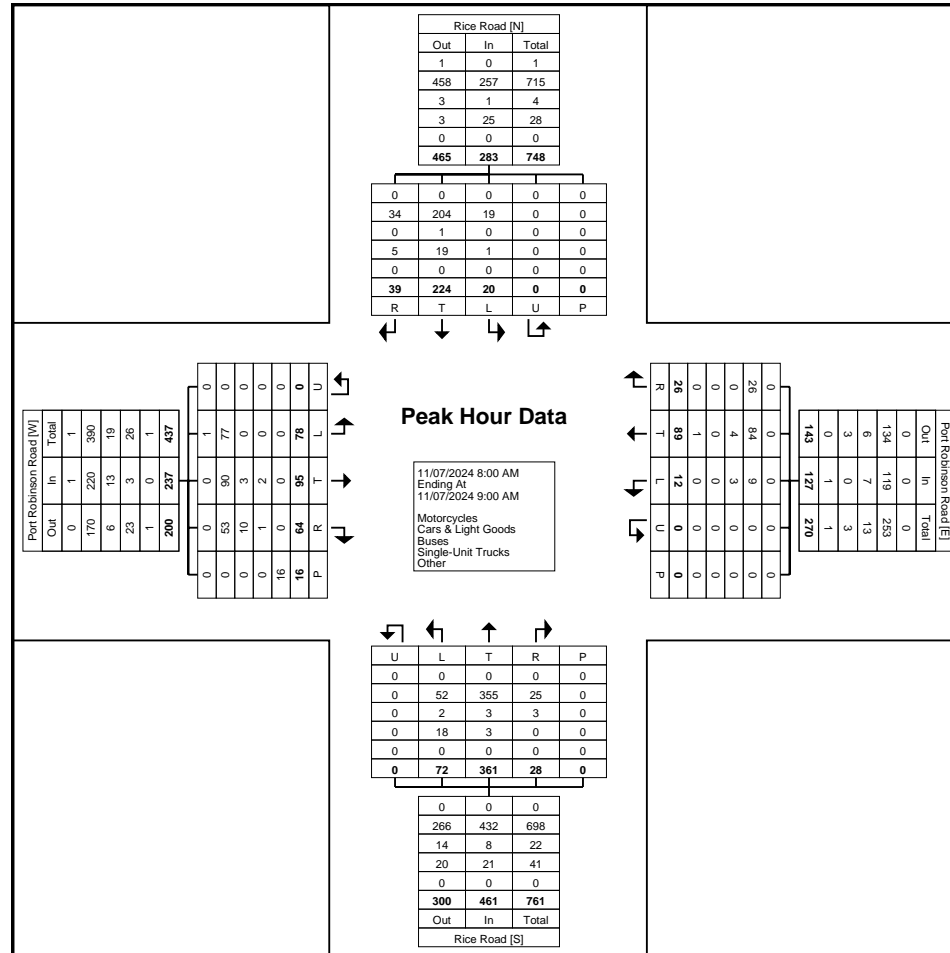 Rice Road [N]
Out In Total
1 0 1
458 257 715
3 1 4
3 25 28
0 0 0
465 283 748
0 0 0 0 0
34 204 19 0 0
0 1 0 0 0
5 19 1 0 0
0 0 0 0 0
39 224 20 0 0
R T L U P
Port Robinson Road [W]
Total 1 390 19 26 1 437
In 1 220 13 3 0 237
Out 0 170 6 23 1 200
0 0 0 0 0 0 U
1 77 0 0 0 78 L
0 90 3 2 0 95 T
0 53 10 1 0 64 R
0 0 0 0 16 16 P
Peak Hour Data
11/07/2024 8:00 AM
Ending At
11/07/2024 9:00 AM
Motorcycles
Cars & Light Goods
Buses
Single-Unit Trucks
Other
R 26 0 0 0 26 0
T 89 1 0 4 84 0
L 12 0 0 3 9 0
U 0 0 0 0 0 0
P 0 0 0 0 0 0
Port Robinson Road [E]
143 0 3 6 134 0 Out
127 1 0 7 119 0 In
270 1 3 13 253 0 Total
U L T R P
0 0 0 0 0
0 52 355 25 0
0 2 3 3 0
0 18 3 0 0
0 0 0 0 0
0 72 361 28 0
0 0 0
266 432 698
14 8 22
20 21 41
0 0 0
300 461 761
Out In Total
Rice Road [S]